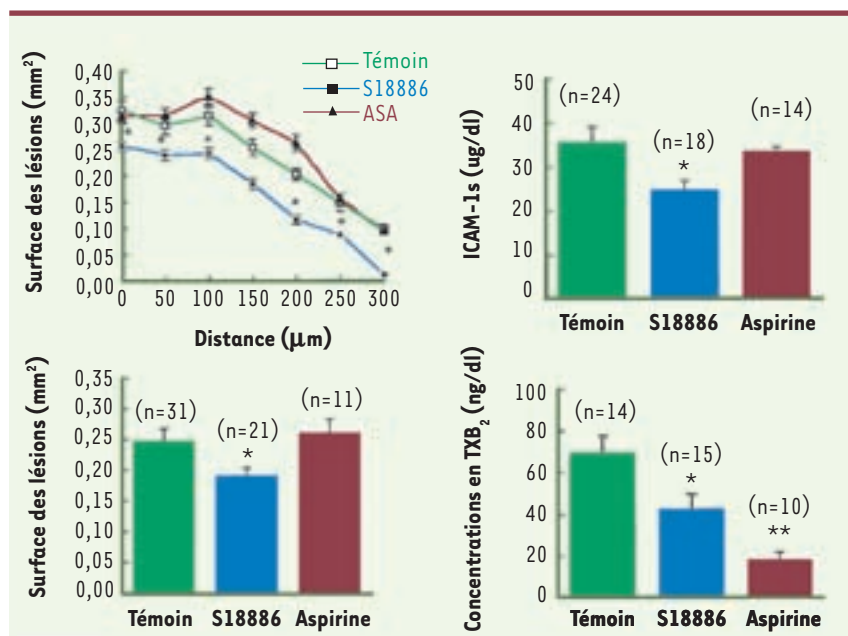 Surface des lésions (mm²)
0,40
0,35
0,30
0,25
0,20
0,15
0,10
0,05
0,00
0 50 100 150 200 250 300
Distance (µm)
Témoin
S18886
ASA
*
*
*
*
*
*
*
ICAM-1s (ug/dl)
50
40
30
20
10
0
(n=24)
(n=18)
*
(n=14)
Témoin S18886 Aspirine
Surface des lésions (mm²)
0,35
0,30
0,25
0,20
0,15
0,10
0,05
0,00
(n=31)
(n=21)
*
(n=11)
Témoin S18886 Aspirine
Concentrations en TXB₂ (ng/dl)
100
80
60
40
20
0
(n=14)
(n=15)
*
(n=10)
**
Témoin S18886 Aspirine